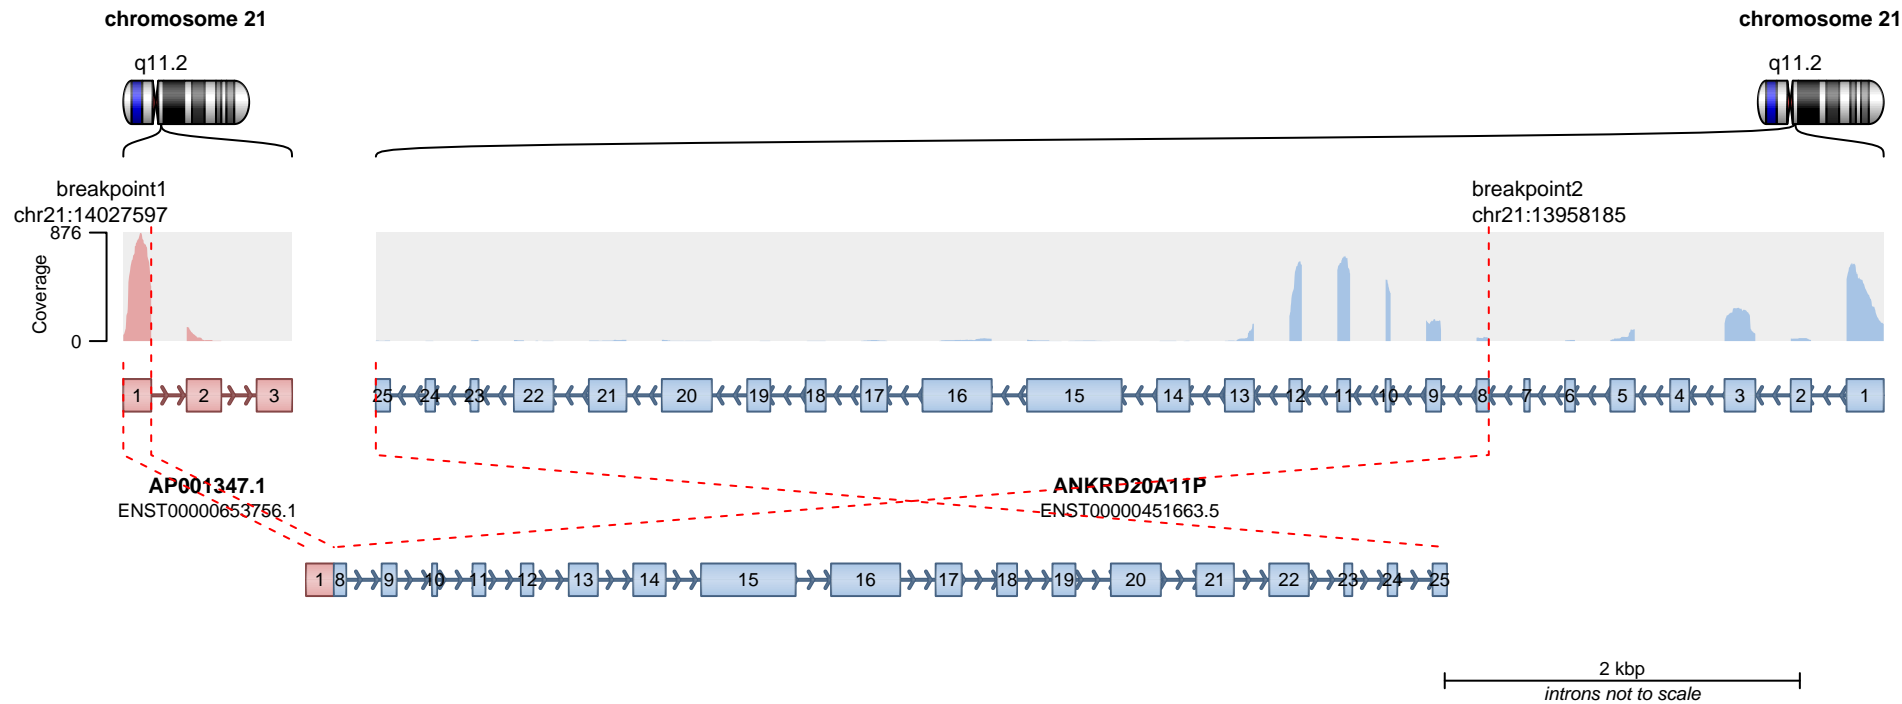 chromosome 21
chromosome 21
q11.2
q11.2
breakpoint1
chr21:14027597
breakpoint2
chr21:13958185
876
Coverage
0
1 2 3
25 24 23 22 21 20 19 18 17 16 15 14 13 12 11 10 9 8 7 6 5 4 3 2 1
AP001347.1
ENST00000653756.1
ANKRD20A11P
ENST00000451663.5
1 8 9 10 11 12 13 14 15 16 17 18 19 20 21 22 23 24 25
2 kbp
introns not to scale